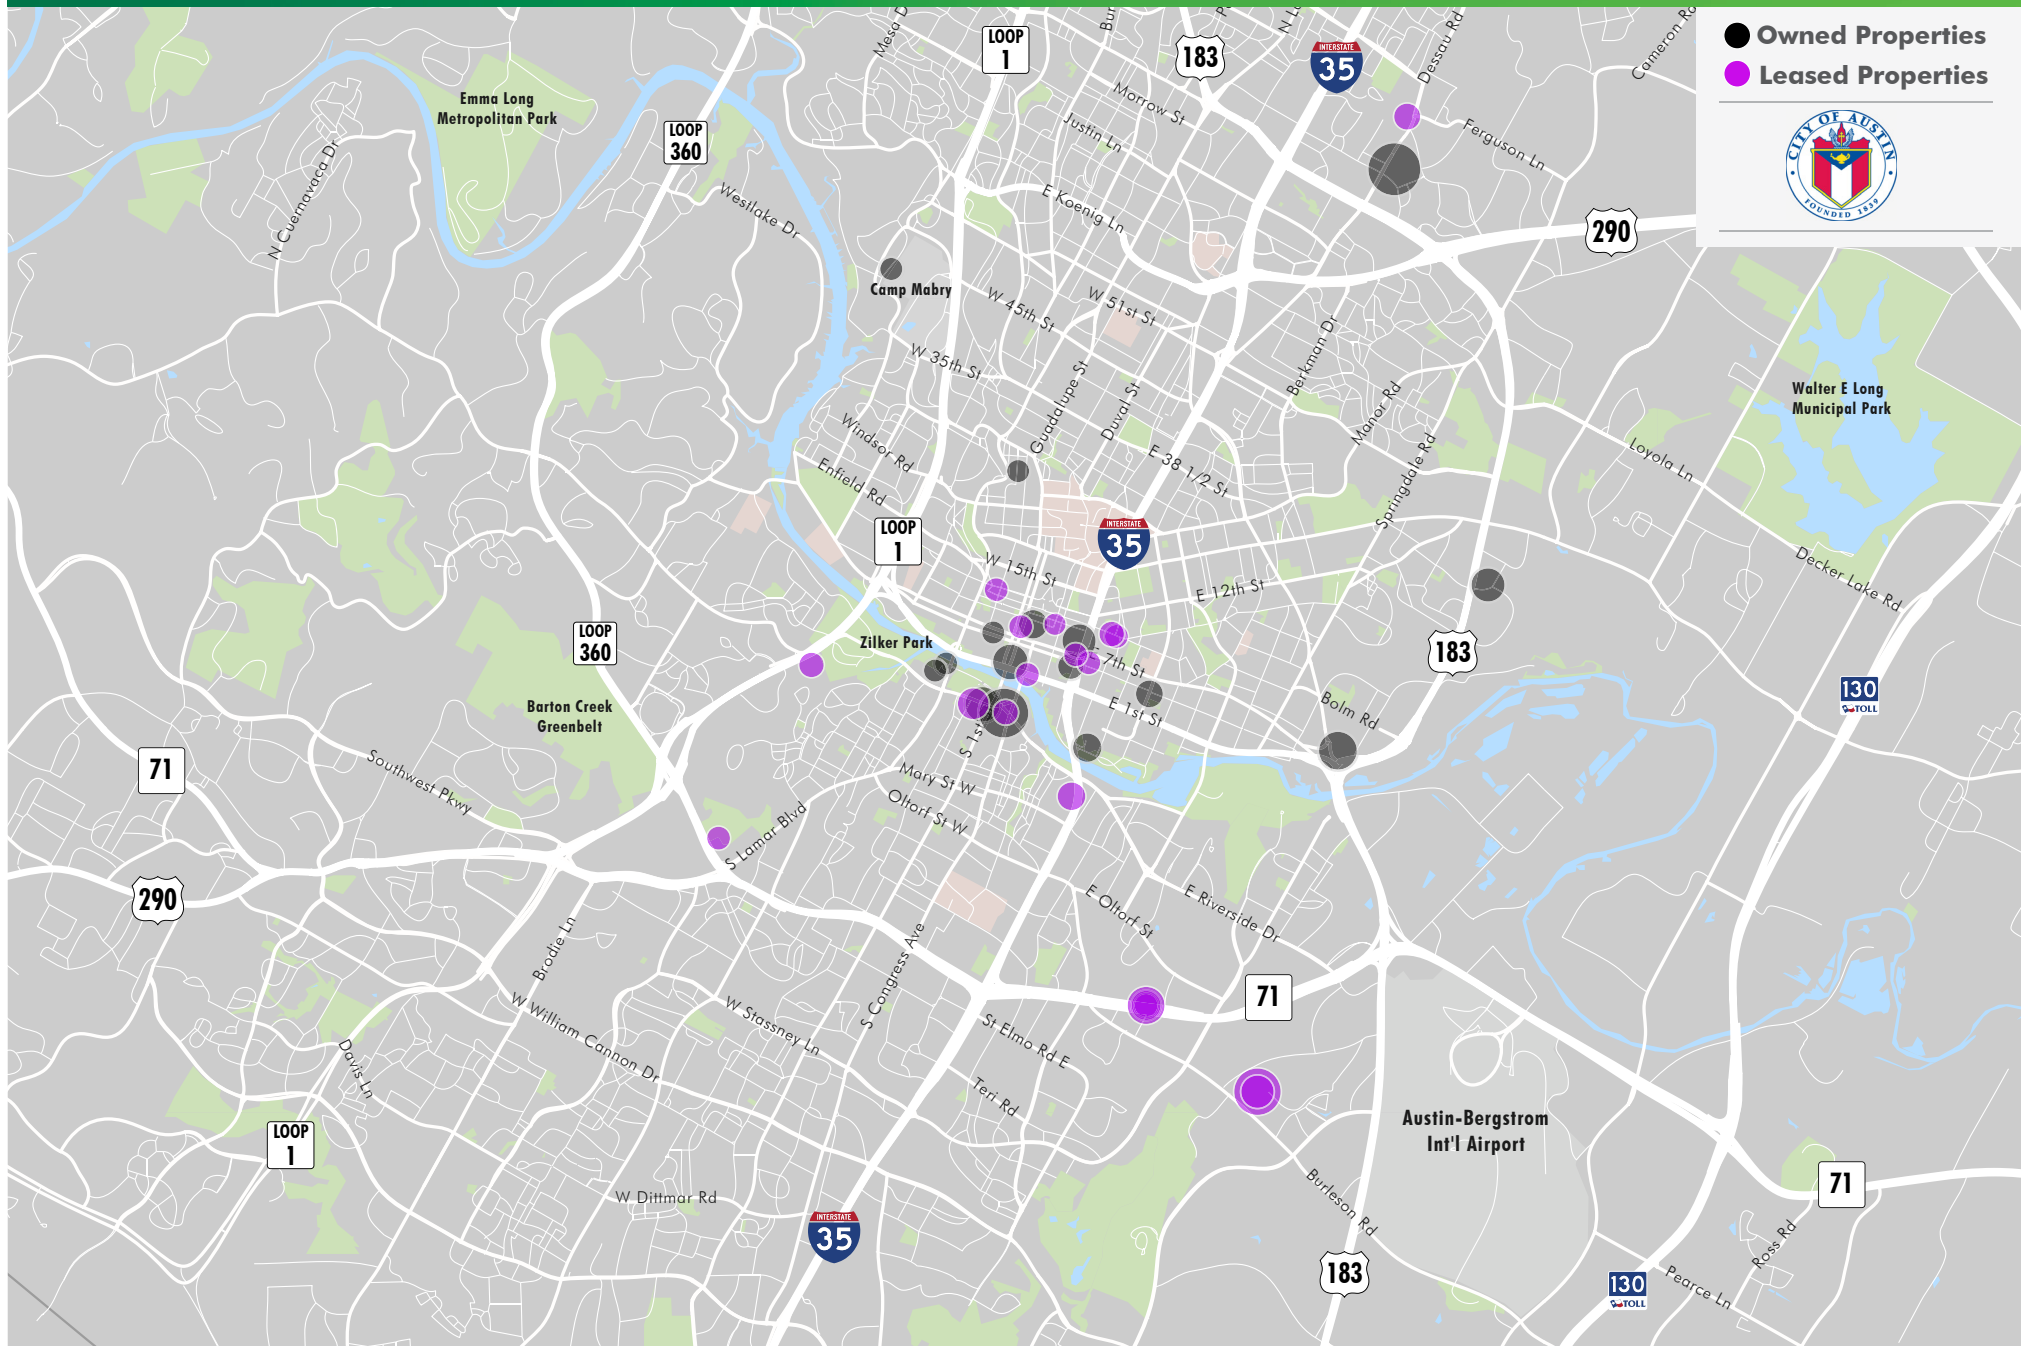 Owned Properties
Leased Properties
CITY OF AUSTIN
FOUNDED 1839
LOOP
1
183
INTERSTATE
35
Dessau Rd
Morrow St
Justin Ln
Ferguson Ln
Emma Long
Metropolitan Park
LOOP
360
N Cuernavaca Dr
Westlake Dr
E Koenig Ln
290
Camp Mabry
W 45th St
W 51st St
W 35th St
Berkman Dr
Guadalupe St
Duval St
Manor Rd
Walter E Long
Municipal Park
Windsor Rd
Enfield Rd
E 38 1/2 St
Springdale Rd
Loyola Ln
LOOP
1
INTERSTATE
35
W 15th St
E 12th St
Decker Lake Rd
LOOP
360
Zilker Park
7th St
183
130
TOLL
Barton Creek
Greenbelt
E 1st St
Bolm Rd
S 1st
71
Southwest Pkwy
Mary St W
Oltorf St W
S Lamar Blvd
290
E Oltorf St
E Riverside Dr
Brodie Ln
S Congress Ave
71
W William Cannon Dr
W Stassney Ln
St Elmo Rd E
Davis Ln
Teri Rd
Austin-Bergstrom
Int'l Airport
LOOP
1
W Dittmar Rd
INTERSTATE
35
Burleson Rd
71
Ross Rd
183
130
TOLL
Pearce Ln